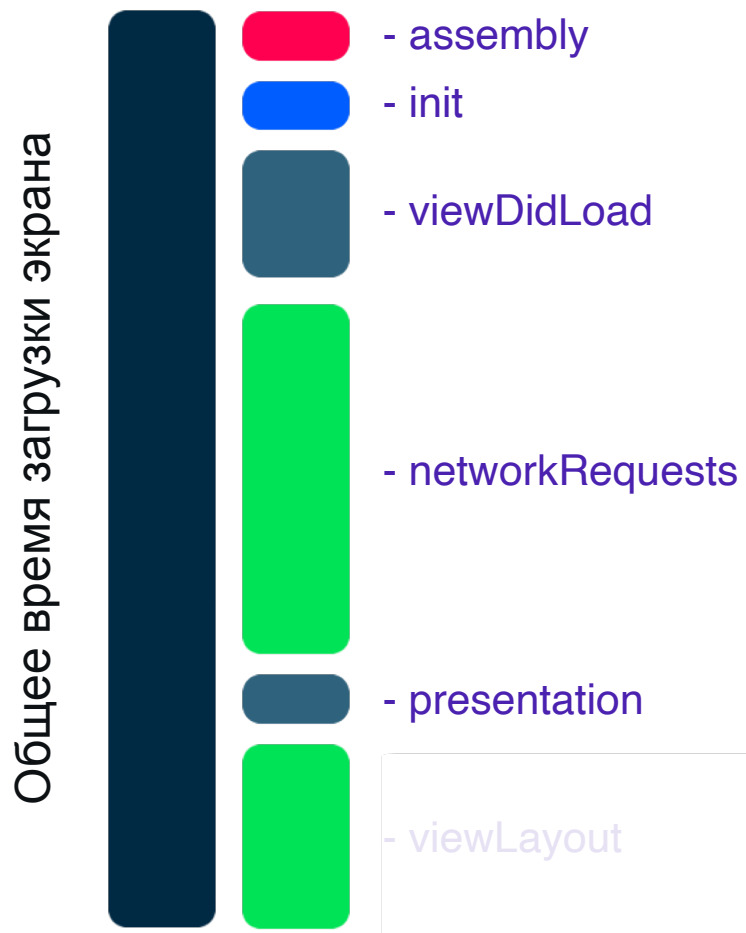 Общее время загрузки экрана
- assembly
- init
- viewDidLoad
- networkRequests
- presentation
- viewLayout